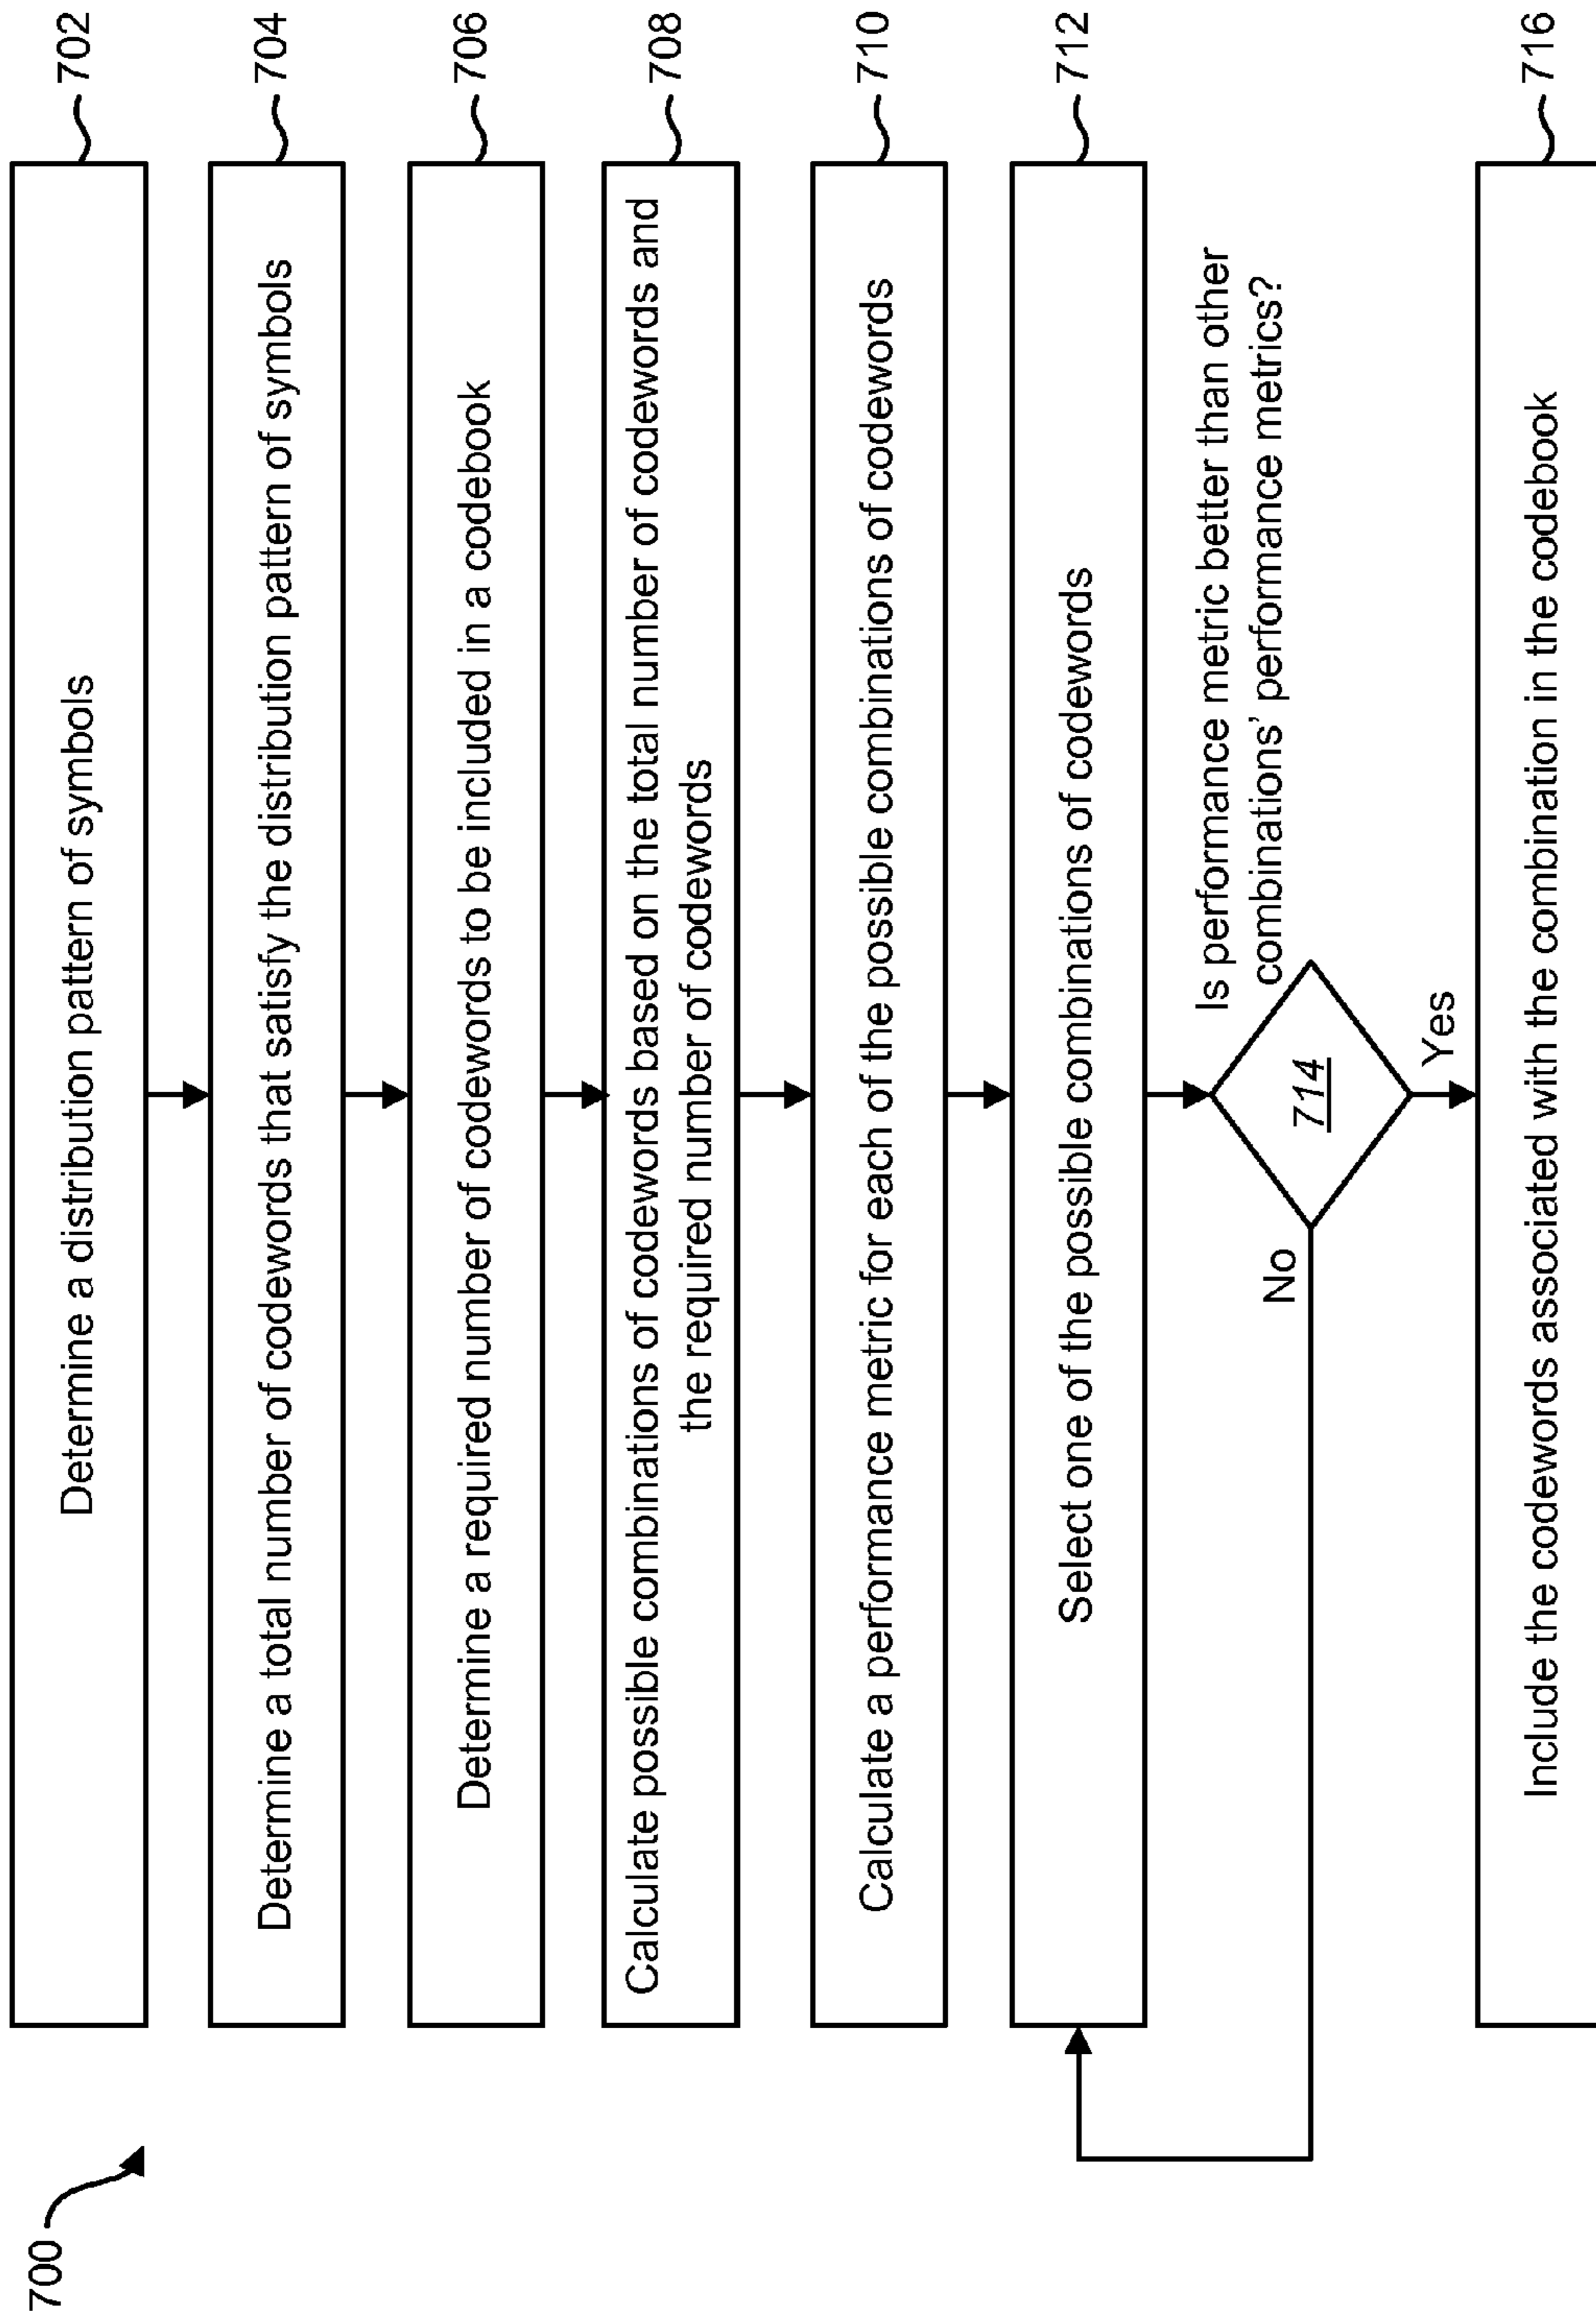 700
Determine a distribution pattern of symbols
702
Determine a total number of codewords that satisfy the distribution pattern of symbols
704
Determine a required number of codewords to be included in a codebook
706
Calculate possible combinations of codewords based on the total number of codewords and
the required number of codewords
708
Calculate a performance metric for each of the possible combinations of codewords
710
Select one of the possible combinations of codewords
712
Is performance metric better than other
combinations’ performance metrics?
714
No
Yes
Include the codewords associated with the combination in the codebook
716